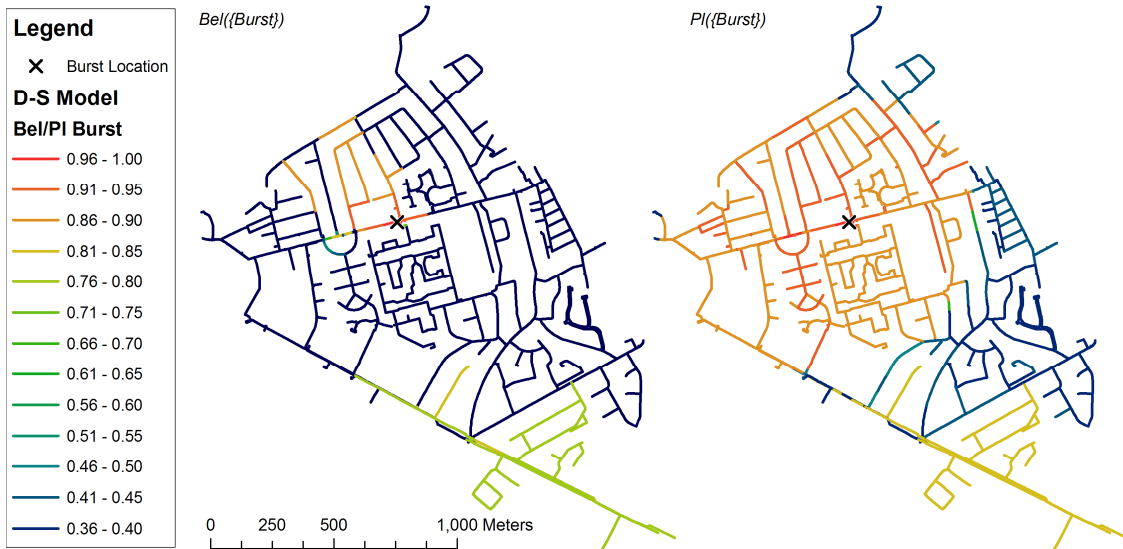 Legend
Burst Location
D-S Model
Bel/Pl Burst
0.96 - 1.00
0.91 - 0.95
0.86 - 0.90
0.81 - 0.85
0.76 - 0.80
0.71 - 0.75
0.66 - 0.70
0.61 - 0.65
0.56 - 0.60
0.51 - 0.55
0.46 - 0.50
0.41 - 0.45
0.36 - 0.40
Bel({Burst})
Pl({Burst})
0 250 500 1,000 Meters